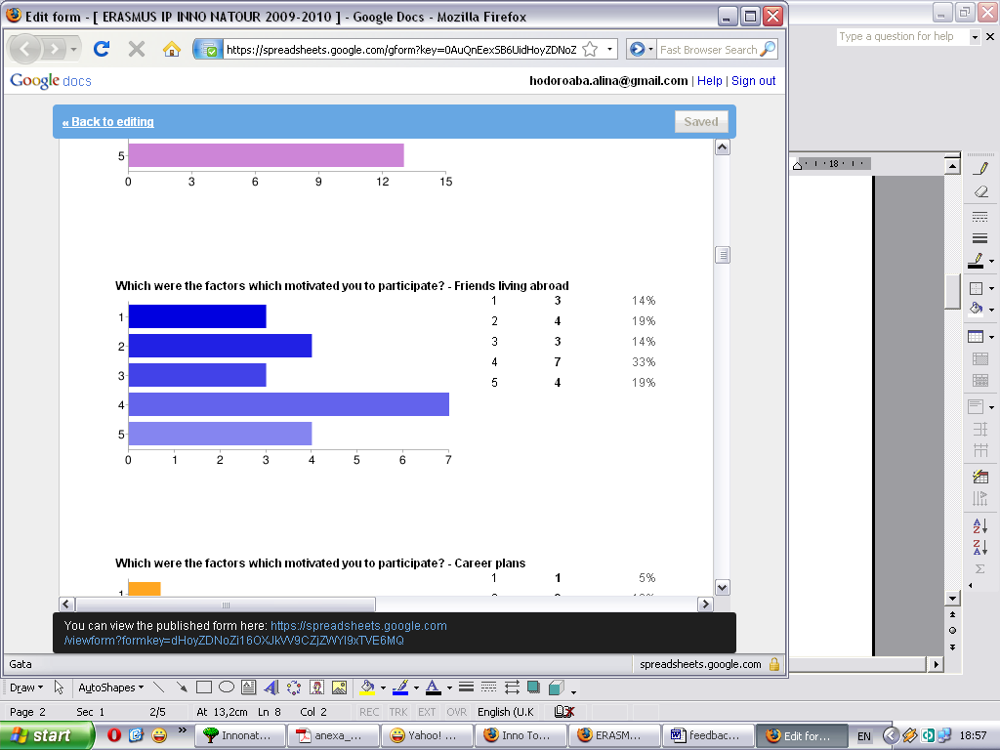 Edit form - [ ERASMUS IP INNO NATOUR 2009-2010 ] - Google Docs - Mozilla Firefox
Type a question for help
https://spreadsheets.google.com/gform?key=0AuQnEexSB6UidHoyZDNoZ
Fast Browser Search
Google docs
hodoroaba.alina@gmail.com | Help | Sign out
« Back to editing
Saved
18
5
0 3 6 9 12 15
Which were the factors which motivated you to participate? - Friends living abroad
1 3 14%
2 4 19%
3 3 14%
4 7 33%
5 4 19%
1
2
3
4
5
0 1 2 3 4 5 6 7
Which were the factors which motivated you to participate? - Career plans
1 1 5%
1
You can view the published form here: https://spreadsheets.google.com
/viewform?formkey=dHoyZDNoZi16OXJkVV9CZjZWYl9xTVE6MQ
Gata
spreadsheets.google.com
Draw AutoShapes
Page 2 Sec 1 2/5 At 13,2cm Ln 8 Col 2 REC TRK EXT OVR English (U.K
start Innonat... anexa_... Yahoo! ... Inno To... ERASM... feedbac... Edit for... EN 18:57